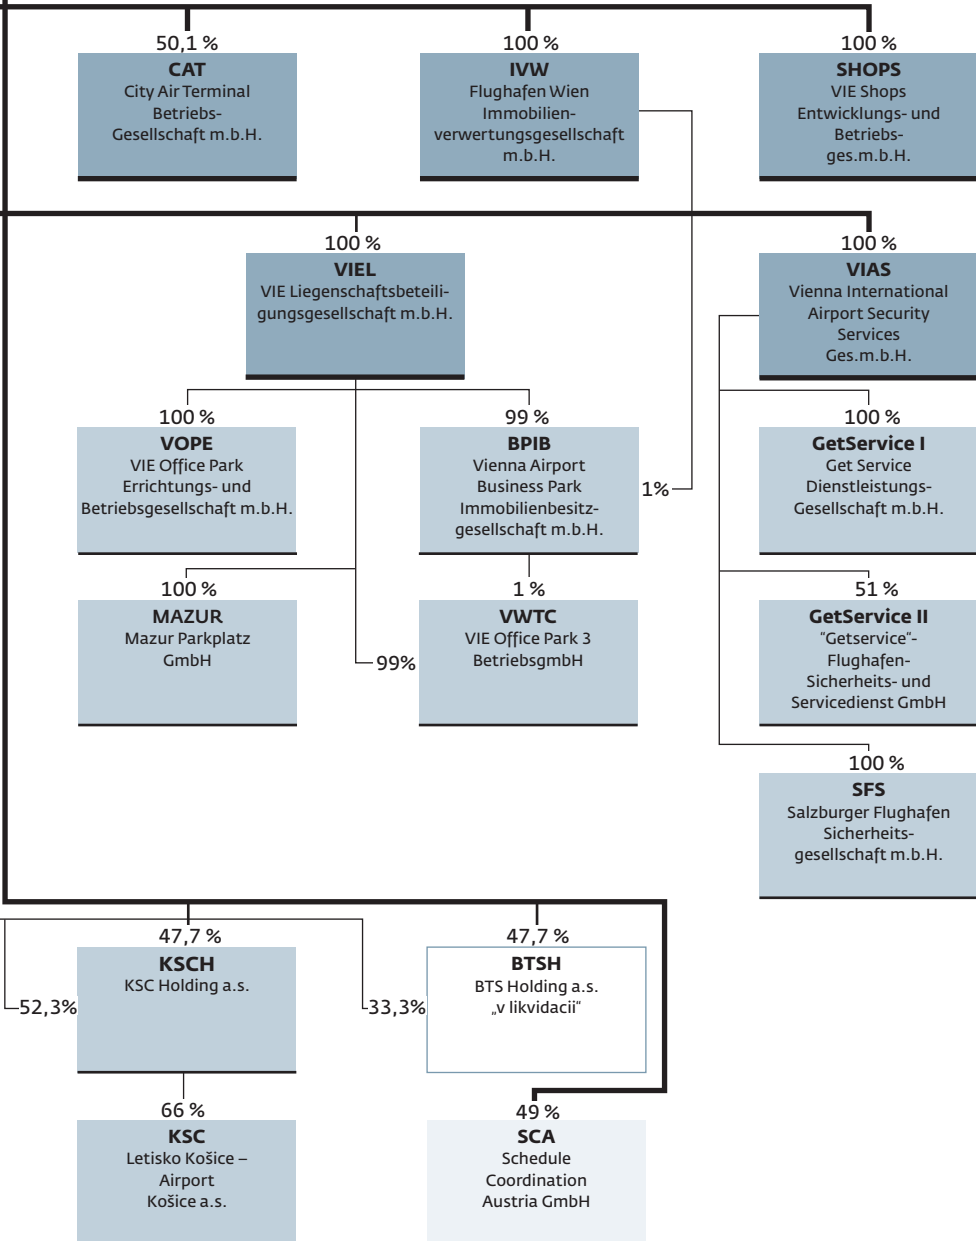 50,1 %
CAT
City Air Terminal
Betriebs-
Gesellschaft m.b.H.
100 %
IVW
Flughafen Wien
Immobilien-
verwertungsgesellschaft
m.b.H.
100 %
SHOPS
VIE Shops
Entwicklungs- und
Betriebs-
ges.m.b.H.
100 %
VIEL
VIE Liegenschaftsbeteili-
gungsgesellschaft m.b.H.
100 %
VIAS
Vienna International
Airport Security
Services
Ges.m.b.H.
100 %
VOPE
VIE Office Park
Errichtungs- und
Betriebsgesellschaft m.b.H.
99 %
BPIB
Vienna Airport
Business Park
Immobilienbesitz-
gesellschaft m.b.H.
1%
100 %
GetService I
Get Service
Dienstleistungs-
Gesellschaft m.b.H.
100 %
MAZUR
Mazur Parkplatz
GmbH
99%
1 %
VWTC
VIE Office Park 3
BetriebsgmbH
51 %
GetService II
"Getservice"-
Flughafen-
Sicherheits- und
Servicedienst GmbH
100 %
SFS
Salzburger Flughafen
Sicherheits-
gesellschaft m.b.H.
52,3%
47,7 %
KSCH
KSC Holding a.s.
33,3%
47,7 %
BTSH
BTS Holding a.s.
„v likvidacii“
66 %
KSC
Letisko Košice –
Airport
Košice a.s.
49 %
SCA
Schedule
Coordination
Austria GmbH